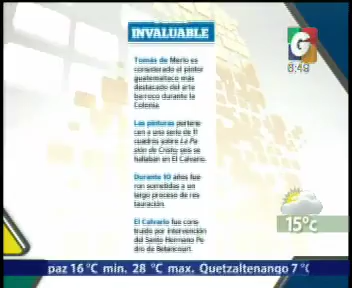 INVALUABLE
Tomás de Merlo es
considerado el pintor
guatemalteco más
destacado del arte
barroco durante la
Colonia.
Las pinturas pertene-
cen a una serie de 11
cuadros sobre La Pa
sión de Cristo; seis se
hallaban en El Calvario.
Durante 10 años fue
ron sometidas a un
largo proceso de res
tauración.
El Calvario fue cons
truido por intervención
del Santo Hermano Pe
dro de Betancourt.
G
8:48
15°c
paz 16 °C min. 28 °C max. Quetzaltenango 7 °